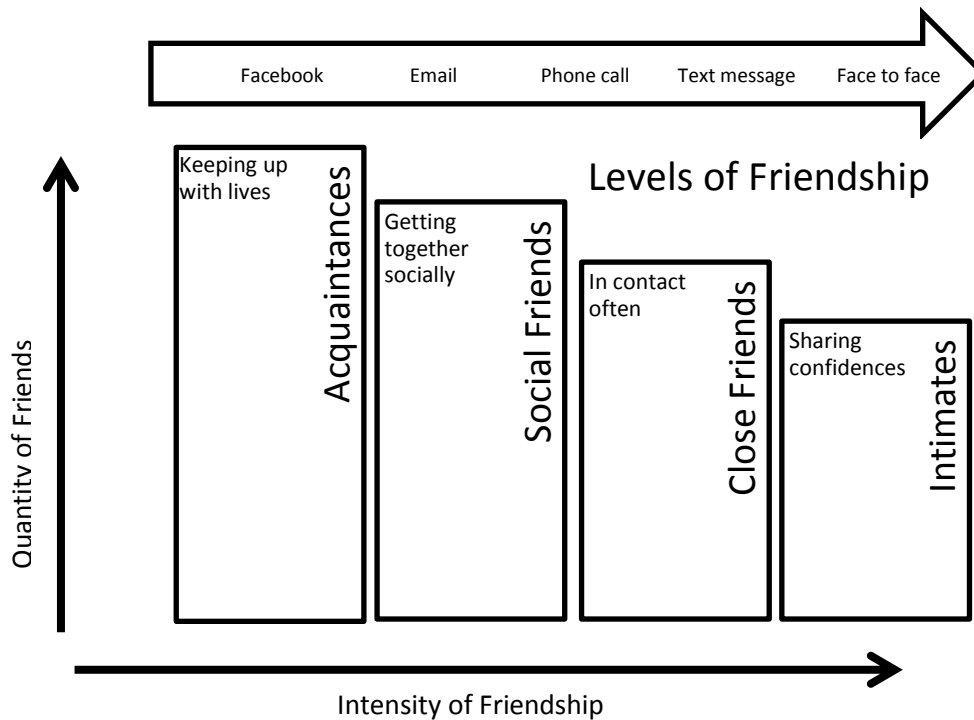 Facebook Email Phone call Text message Face to face
Levels of Friendship
Keeping up
with lives
Acquaintances
Getting
together
socially
Social Friends
In contact
often
Close Friends
Sharing
confidences
Intimates
Quantity of Friends
Intensity of Friendship